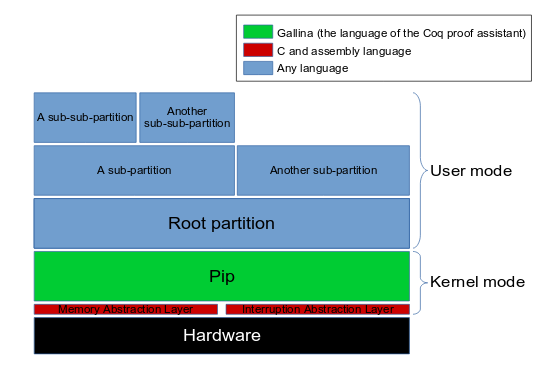 Gallina (the language of the Coq proof assistant)
C and assembly language
Any language
A sub-sub-partition
Another
sub-sub-partition
A sub-partition
Another sub-partition
User mode
Root partition
Pip
Kernel mode
Memory Abstraction Layer
Interruption Abstraction Layer
Hardware